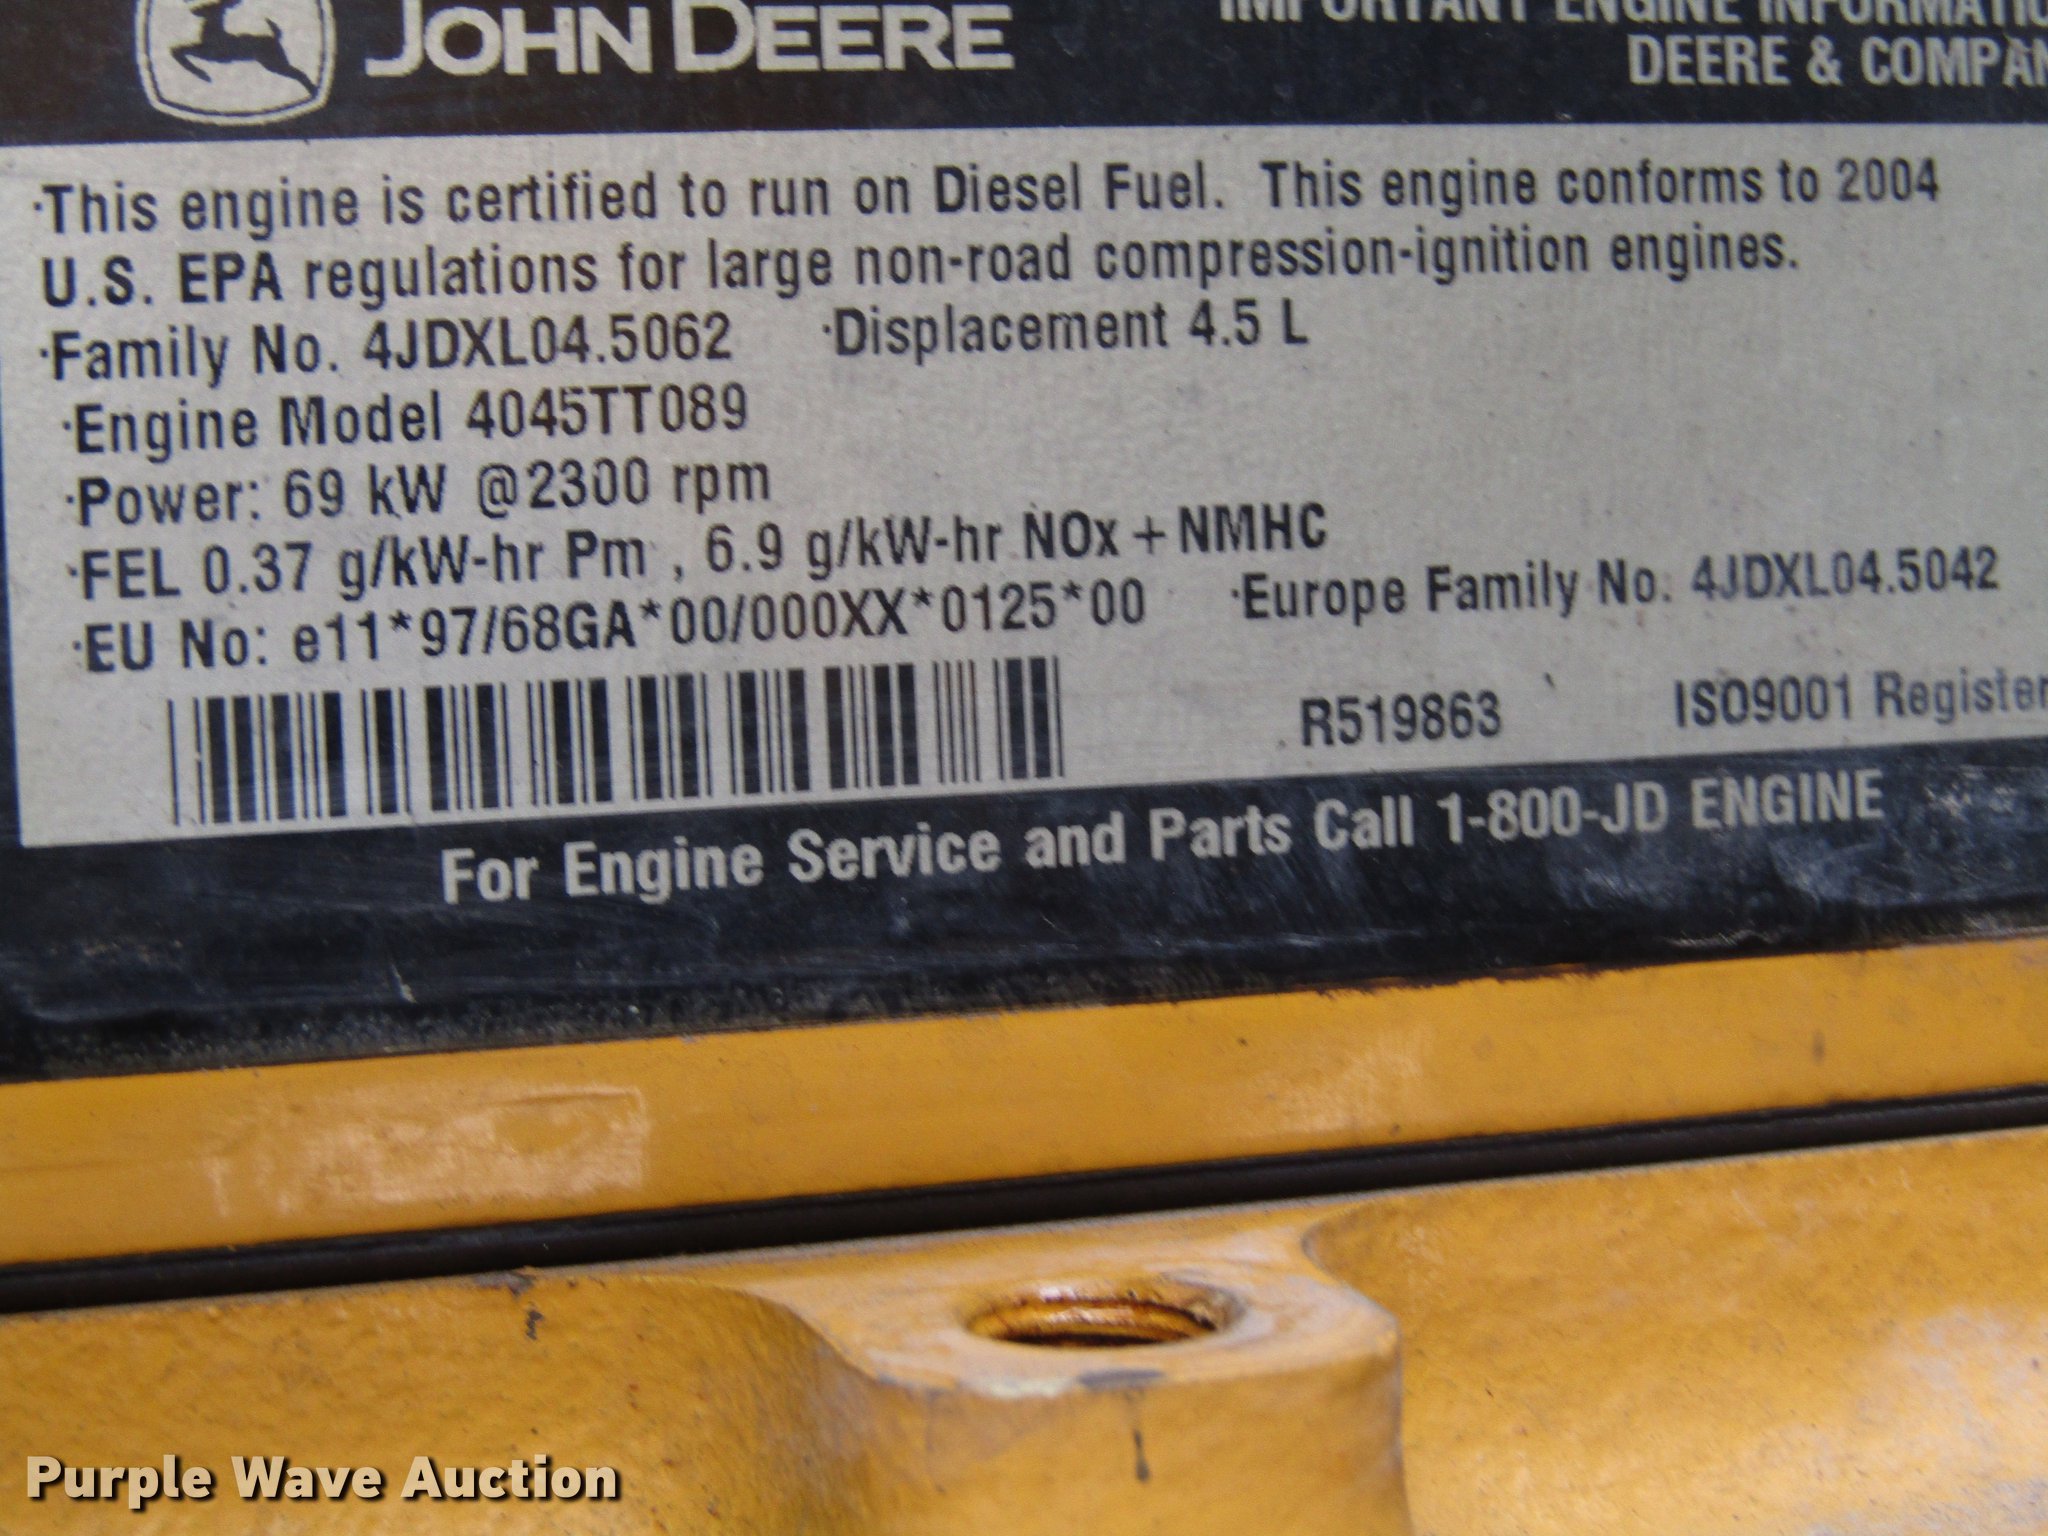 JOHN DEERE
IMPORTANT ENGINE
DEERE &
·This engine is certified to run on Diesel Fuel. This engine conforms to 2004
U.S. EPA regulations for large non-road compression-ignition engines.
·Family No. 4JDXL04.5062 ·Displacement 4.5 L
·Engine Model 4045TT089
·Power: 69 kW @2300 rpm
·FEL 0.37 g/kW-hr Pm , 6.9 g/kW-hr NOx + NMHC
·EU No: e11*97/68GA*00/000XX*0125*00 ·Europe Family No. 4JDXL04.5042
R519863 ISO9001
For Engine Service and Parts Call 1-800-JD ENGINE
Purple Wave Auction